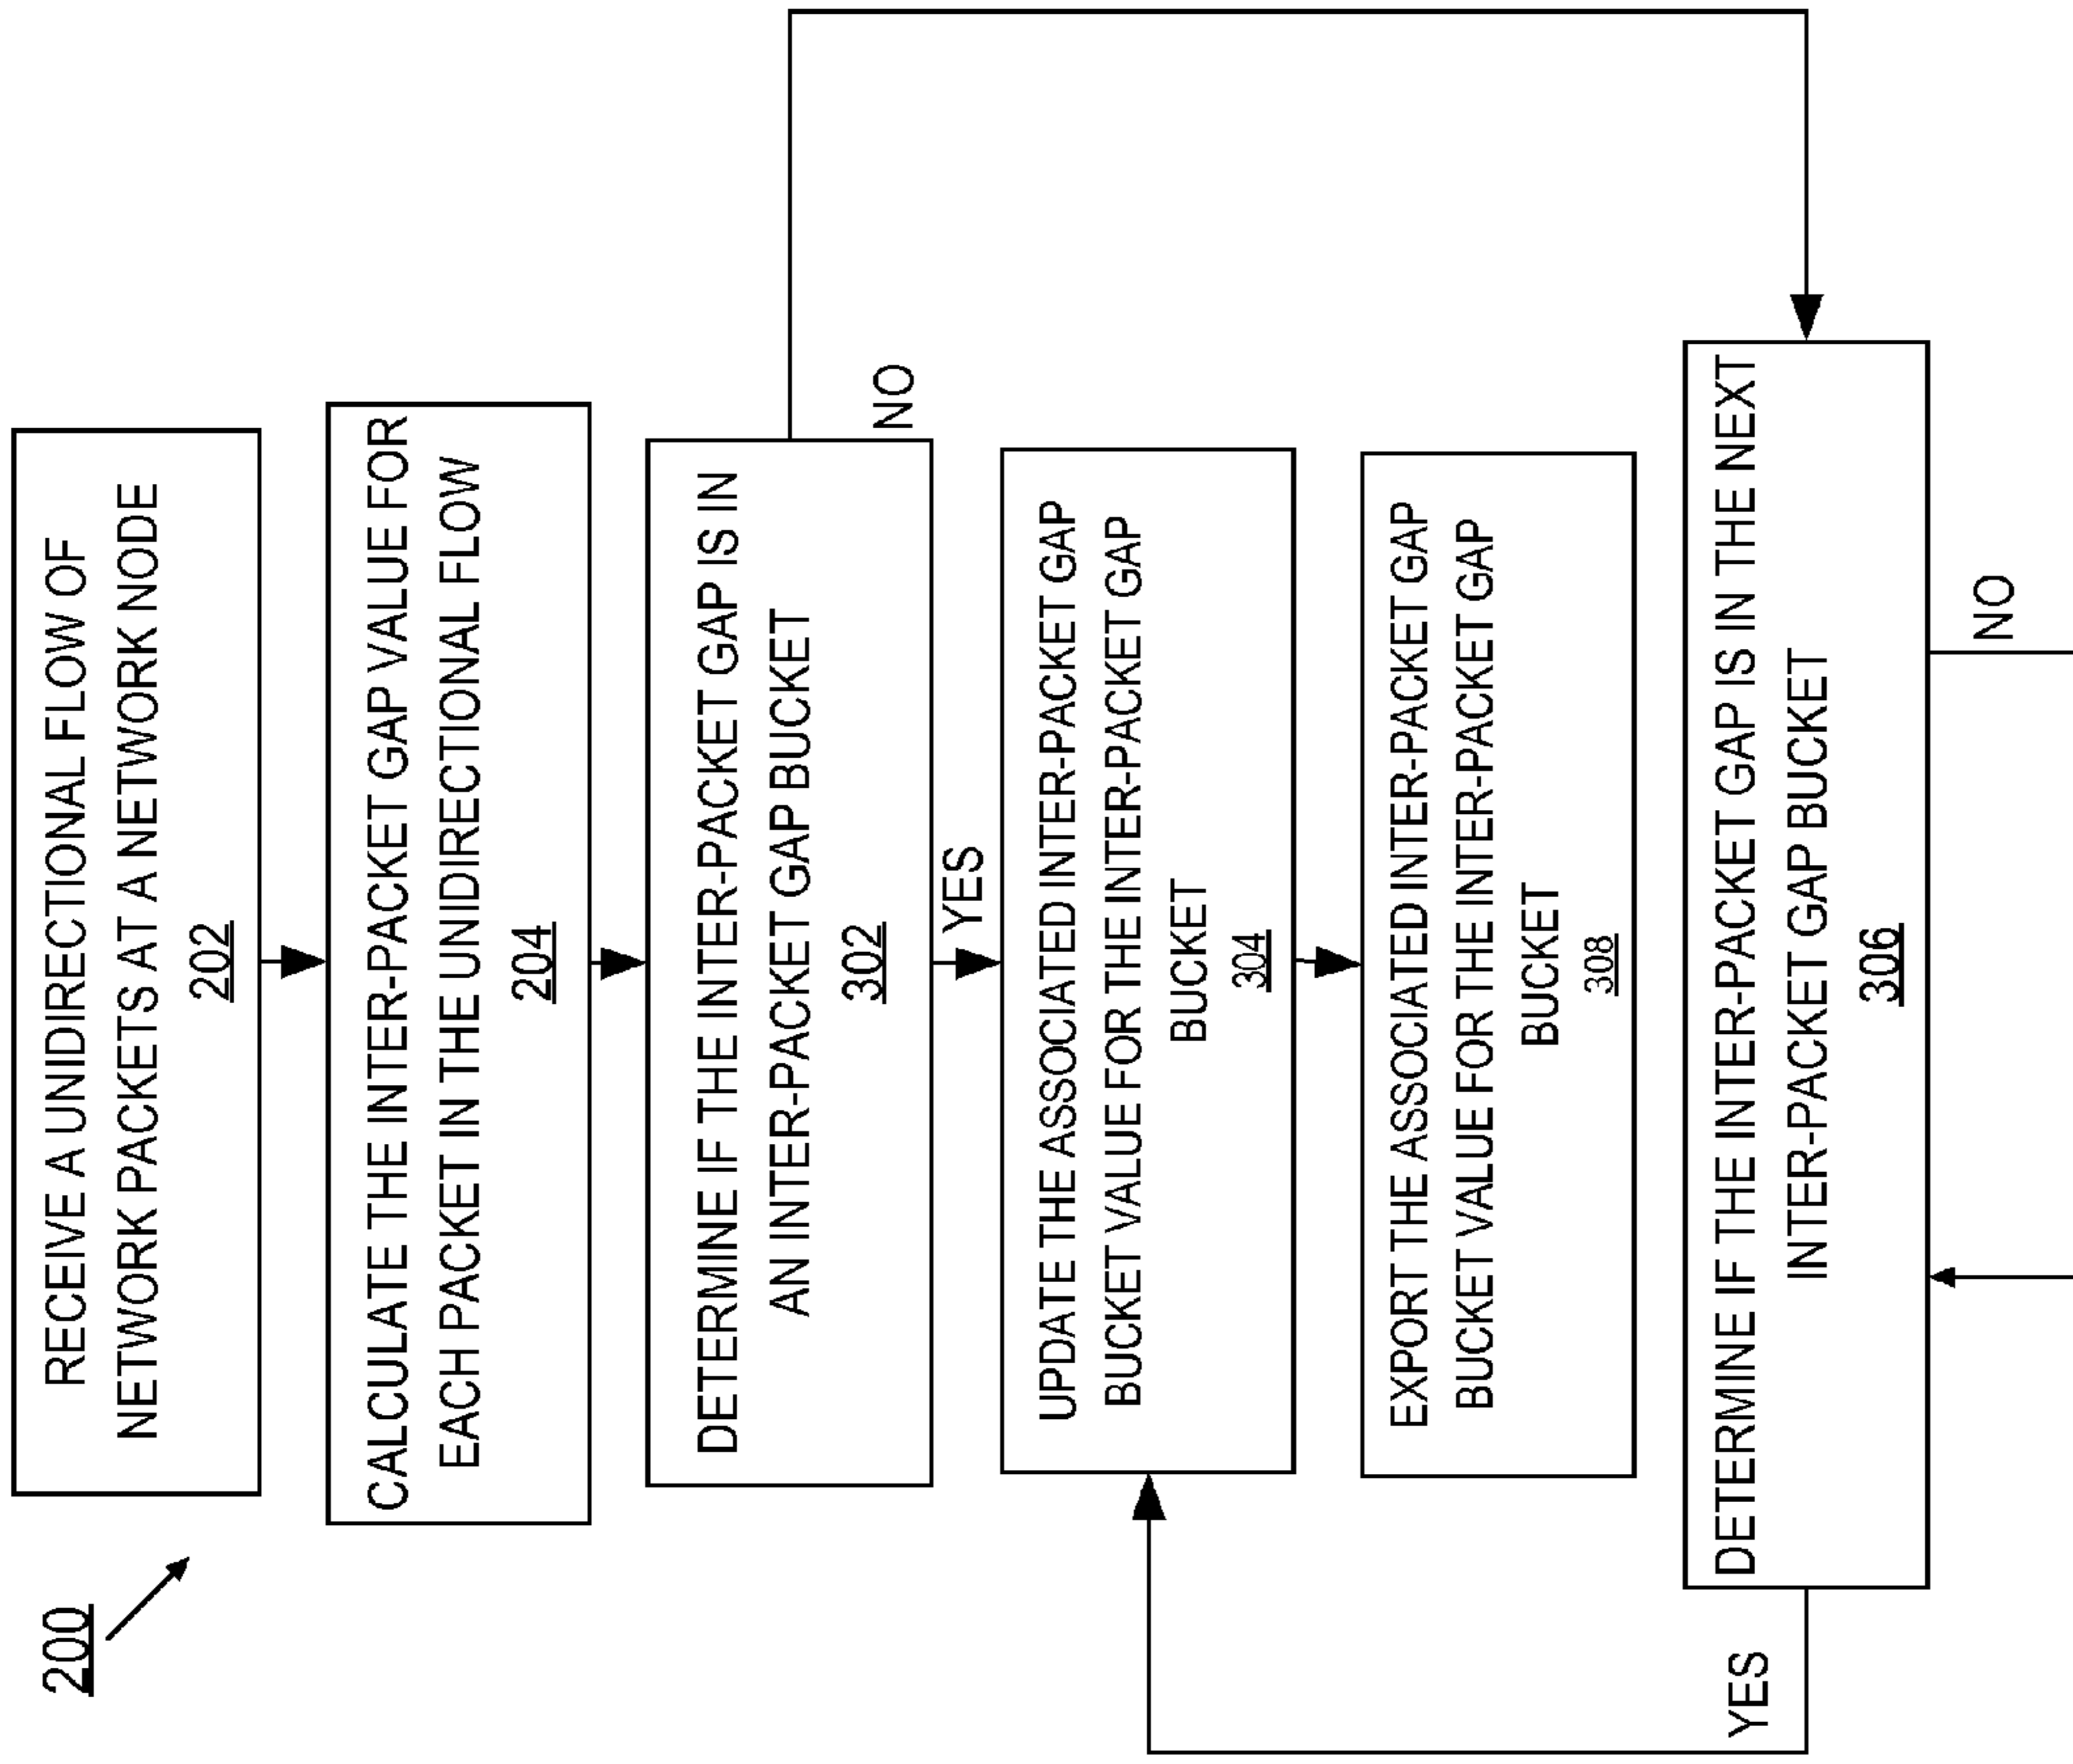 200
RECEIVE A UNIDIRECTIONAL FLOW OF
NETWORK PACKETS AT A NETWORK NODE
202
CALCULATE THE INTER-PACKET GAP VALUE FOR
EACH PACKET IN THE UNIDIRECTIONAL FLOW
204
DETERMINE IF THE INTER-PACKET GAP IS IN
AN INTER-PACKET GAP BUCKET
302
NO
YES
UPDATE THE ASSOCIATED INTER-PACKET GAP
BUCKET VALUE FOR THE INTER-PACKET GAP
BUCKET
304
EXPORT THE ASSOCIATED INTER-PACKET GAP
BUCKET VALUE FOR THE INTER-PACKET GAP
BUCKET
308
YES
DETERMINE IF THE INTER-PACKET GAP IS IN THE NEXT
INTER-PACKET GAP BUCKET
306
NO